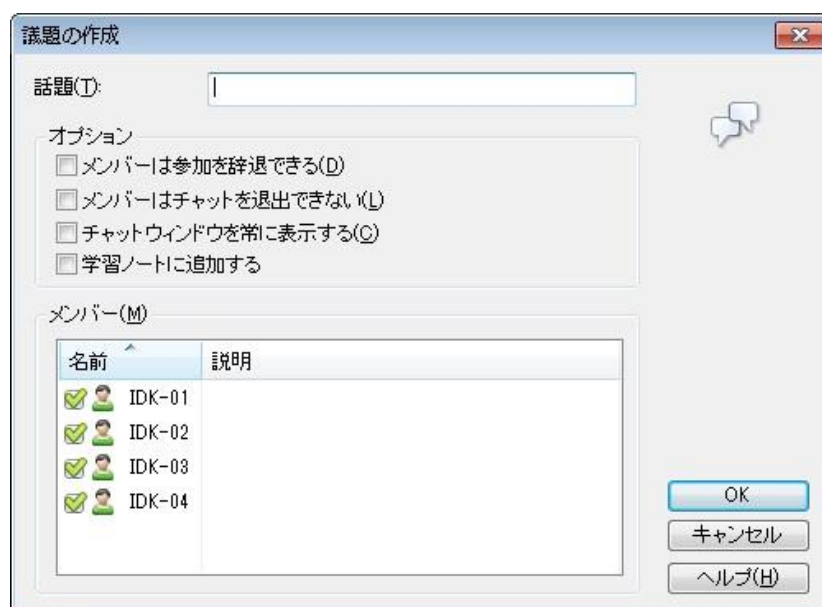 議題の作成
話題(T):
オプション
メンバーは参加を辞退できる(D)
メンバーはチャットを退出できない(L)
チャットウィンドウを常に表示する(C)
学習ノートに追加する
メンバー(M)
名前 説明
IDK-01
IDK-02
IDK-03
IDK-04
OK
キャンセル
ヘルプ(H)